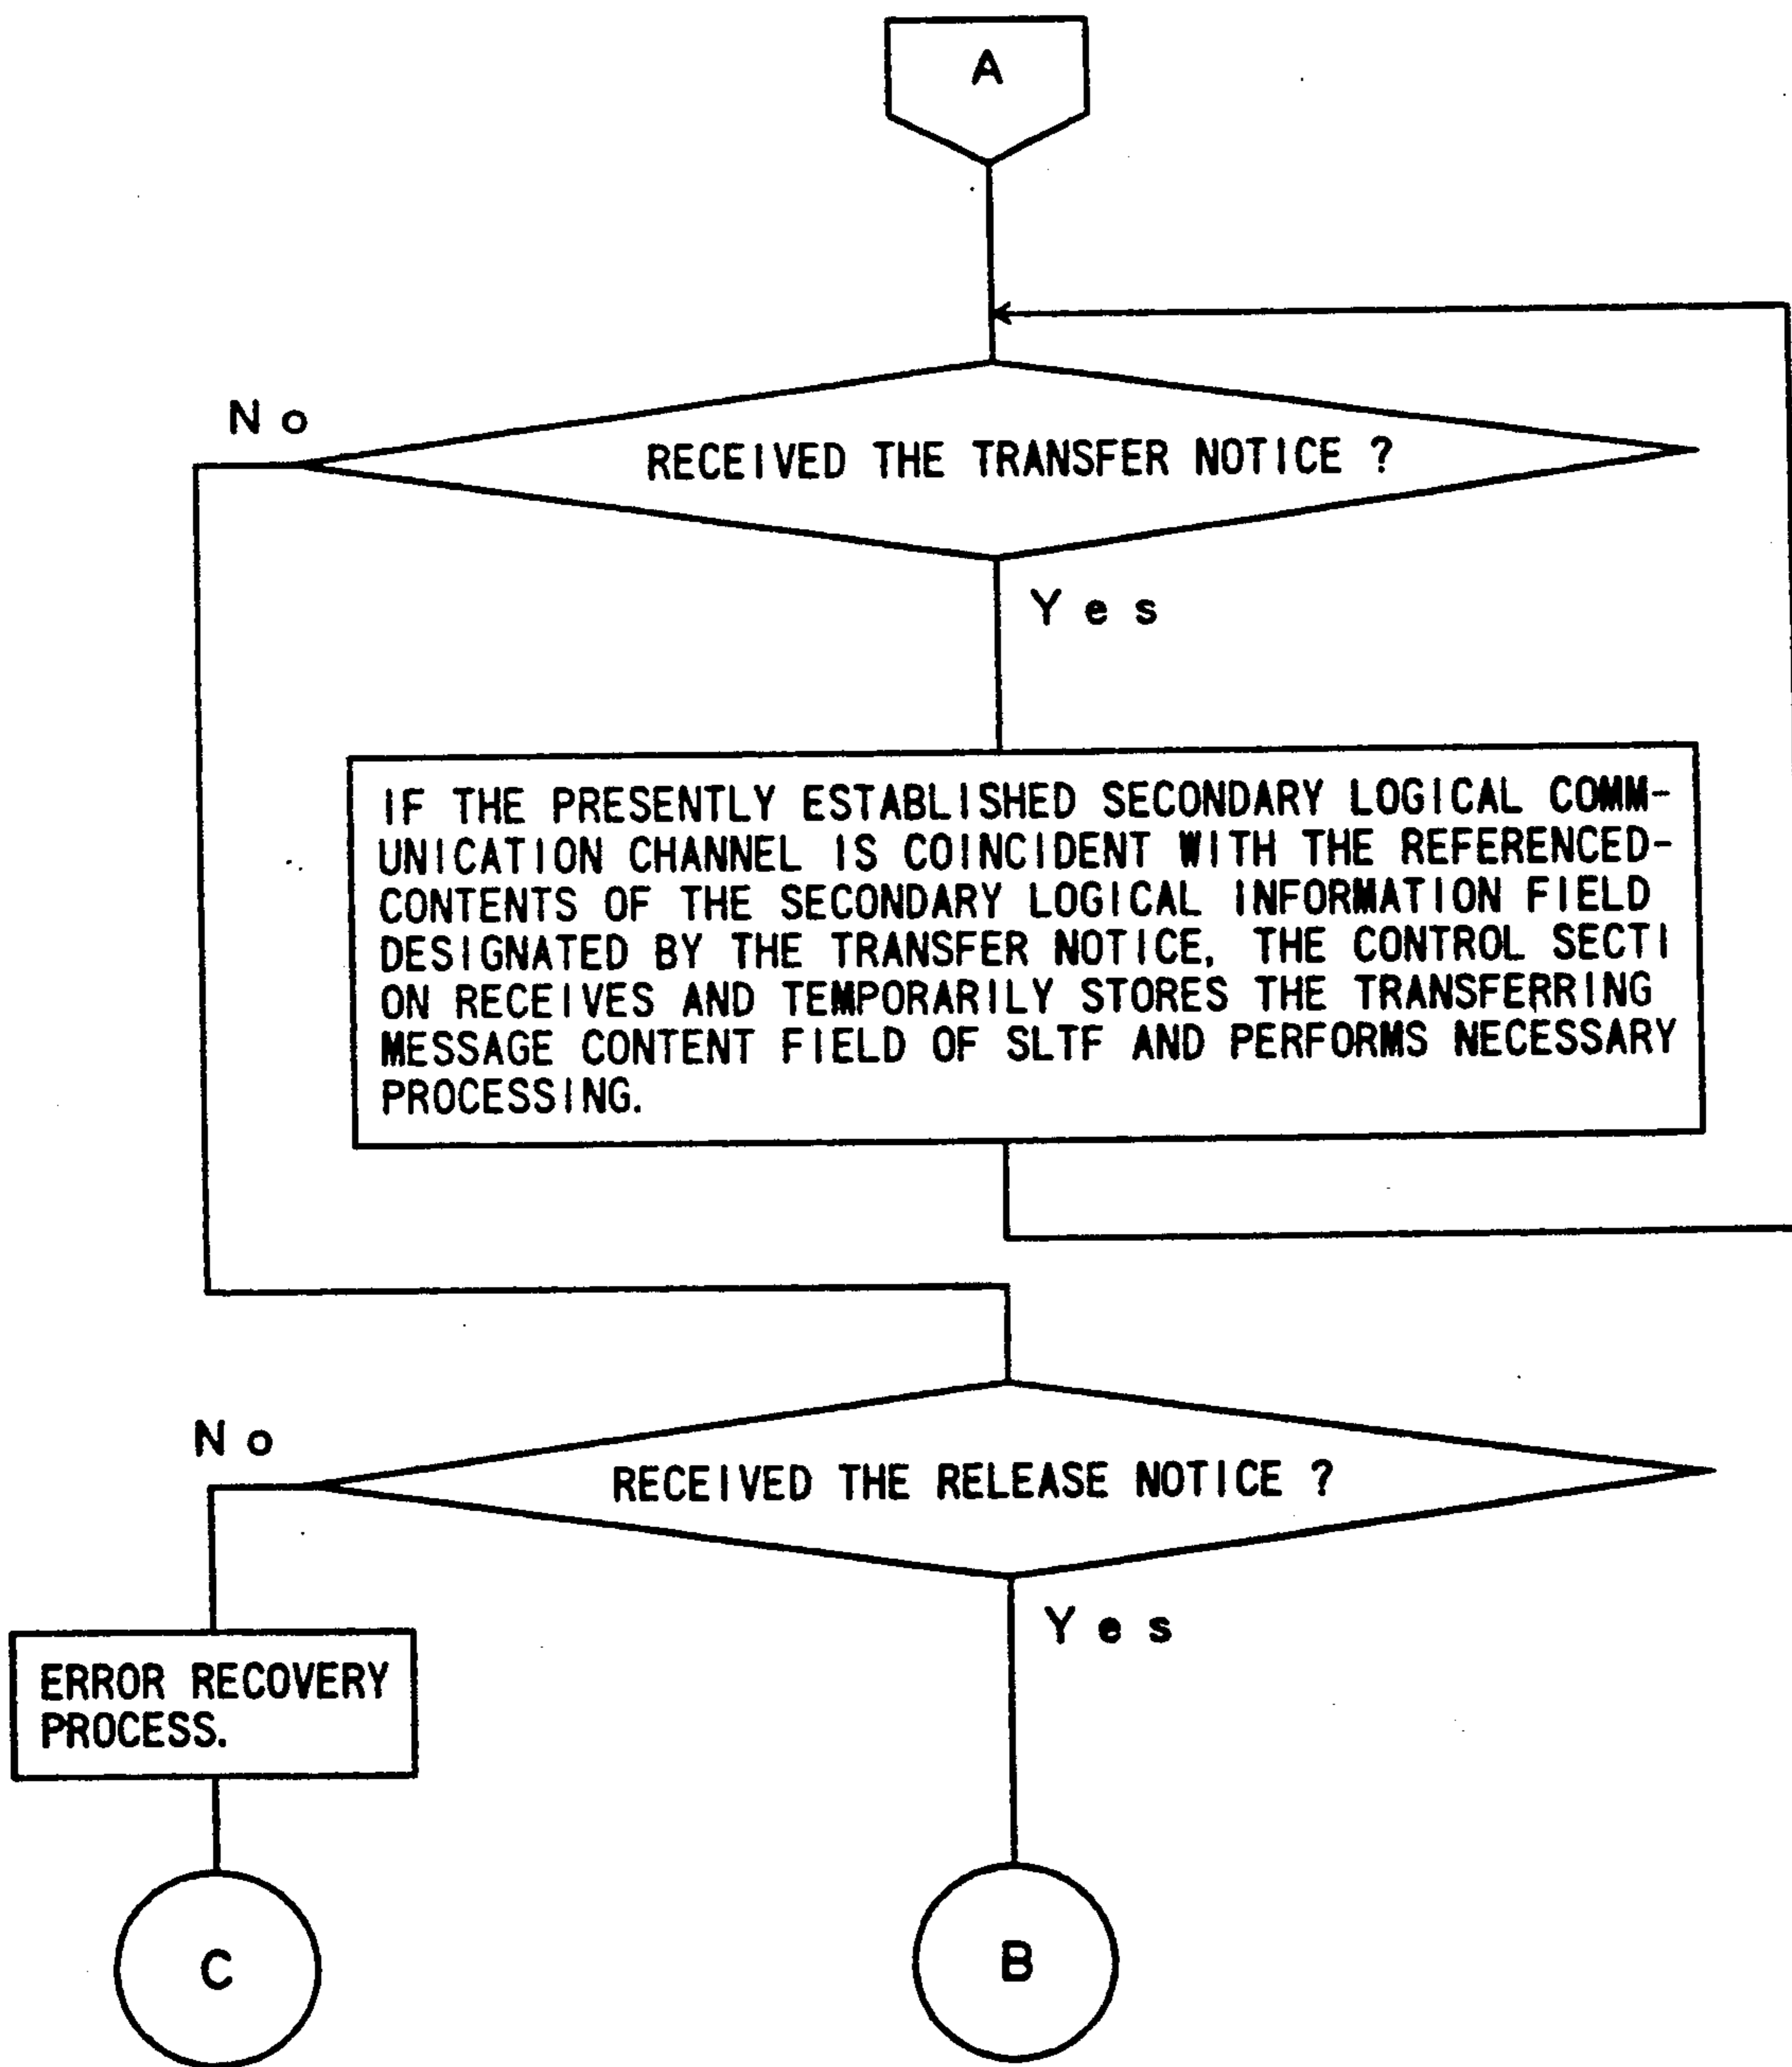 A
No
RECEIVED THE TRANSFER NOTICE ?
Yes
IF THE PRESENTLY ESTABLISHED SECONDARY LOGICAL COMM-
UNICATION CHANNEL IS COINCIDENT WITH THE REFERENCED-
CONTENTS OF THE SECONDARY LOGICAL INFORMATION FIELD
DESIGNATED BY THE TRANSFER NOTICE, THE CONTROL SECTI
ON RECEIVES AND TEMPORARILY STORES THE TRANSFERRING
MESSAGE CONTENT FIELD OF SLTF AND PERFORMS NECESSARY
PROCESSING.
No
RECEIVED THE RELEASE NOTICE ?
Yes
ERROR RECOVERY
PROCESS.
C
B